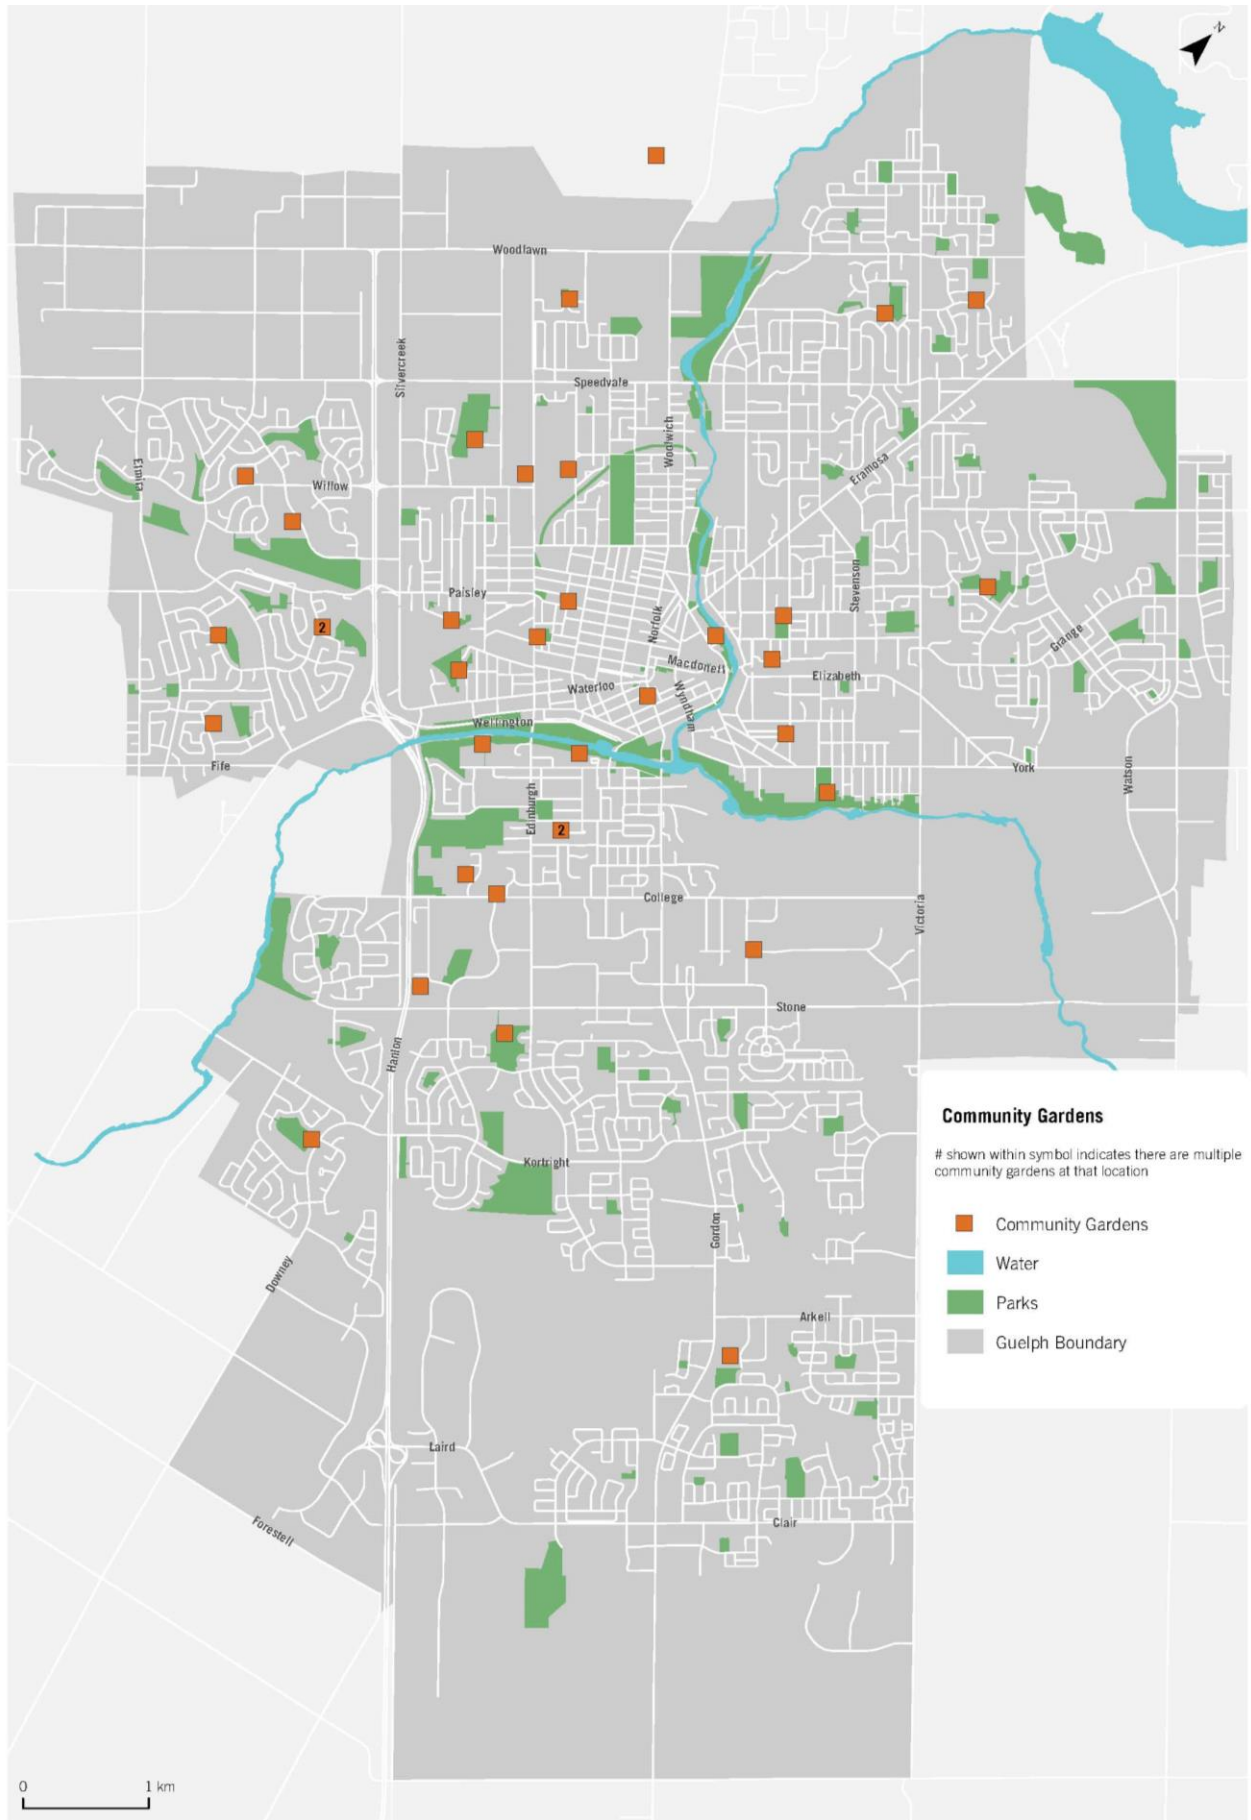 N
Woodlawn
Silvercreek
Speedvale
Woolwich
Elmira
Willow
Eramosa
Stevenson
Paisley
Norfolk
Grange
Macdonell
Elizabeth
Waterloo
Wyndham
Wellington
Fife
York
Watson
Edinburgh
College
Victoria
Stone
Hanlon
Kortright
Gordon
Downey
Arkell
Laird
Clair
Forestell
2
2
Community Gardens
# shown within symbol indicates there are multiple
community gardens at that location
Community Gardens
Water
Parks
Guelph Boundary
0 1 km